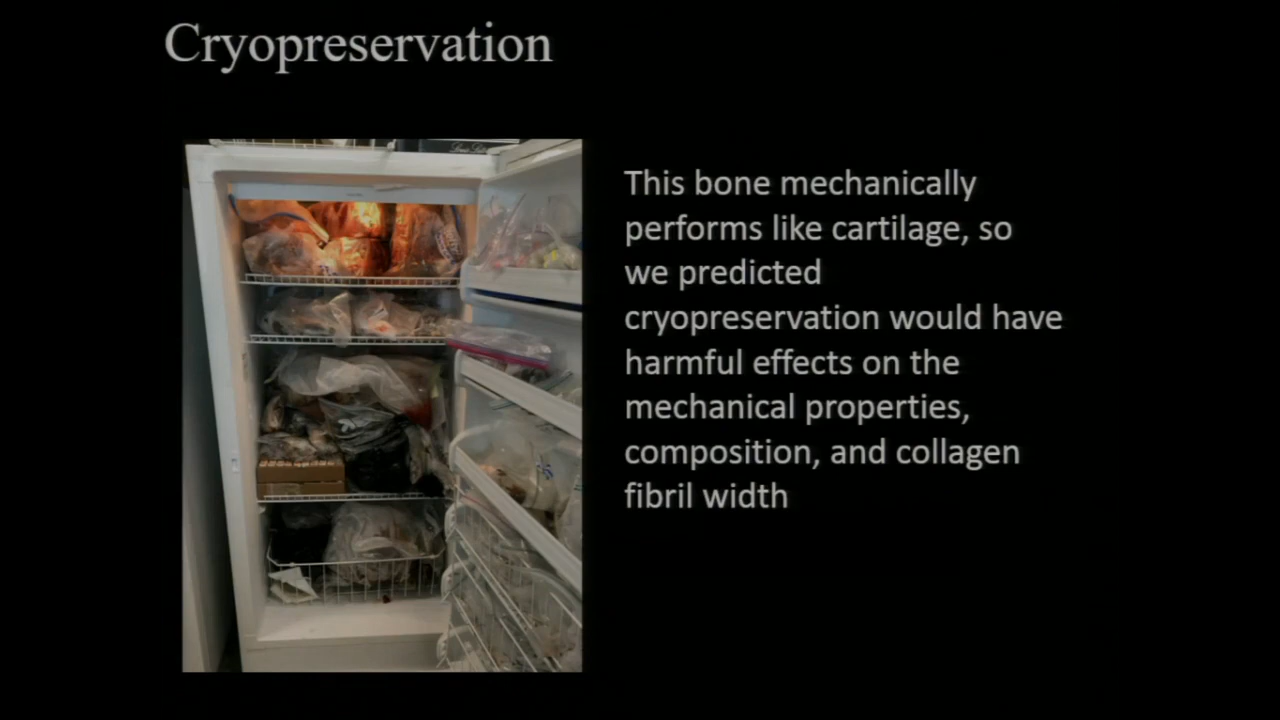 Cryopreservation
This bone mechanically
performs like cartilage, so
we predicted
cryopreservation would have
harmful effects on the
mechanical properties,
composition, and collagen
fibril width